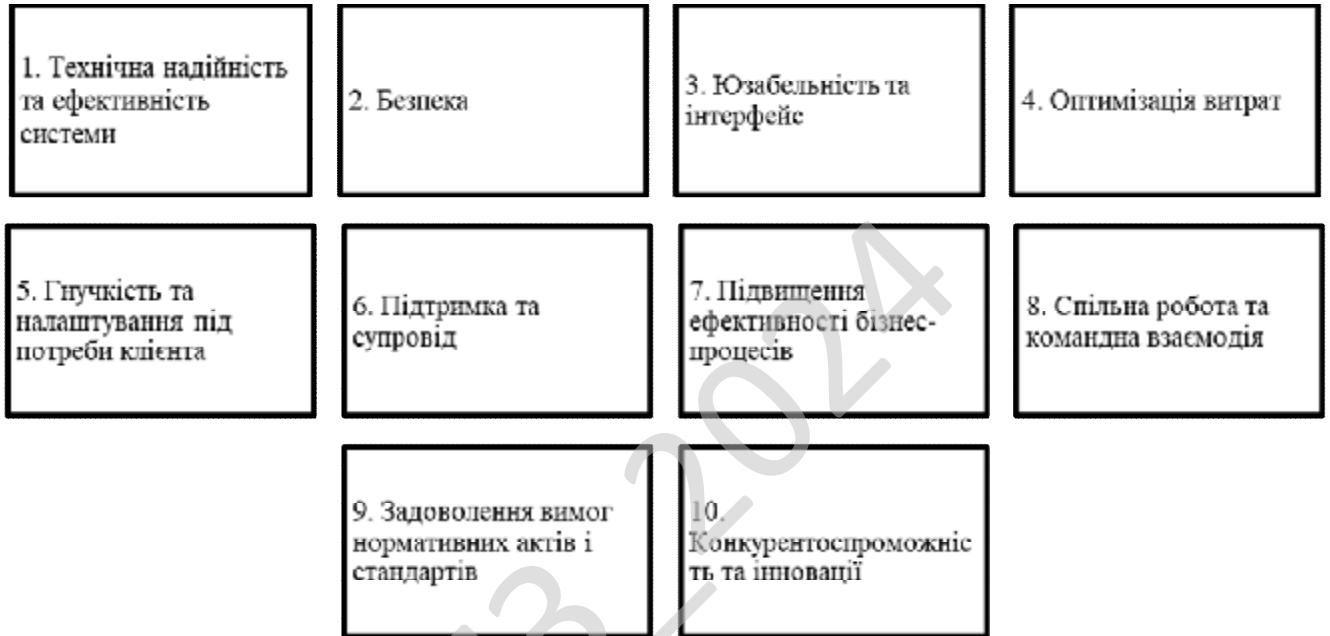 1. Технічна надійність
та ефективність
системи
2. Безпека
3. Юзабельність та
інтерфейс
4. Оптимізація витрат
5. Гнучкість та
налаштування під
потреби клієнта
6. Підтримка та
супровід
7. Підвищення
ефективності бізнес-
процесів
8. Спільна робота та
командна взаємодія
9. Задоволення вимог
нормативних актів і
стандартів
10.
Конкурентоспроможніс
ть та інновації
3_2024